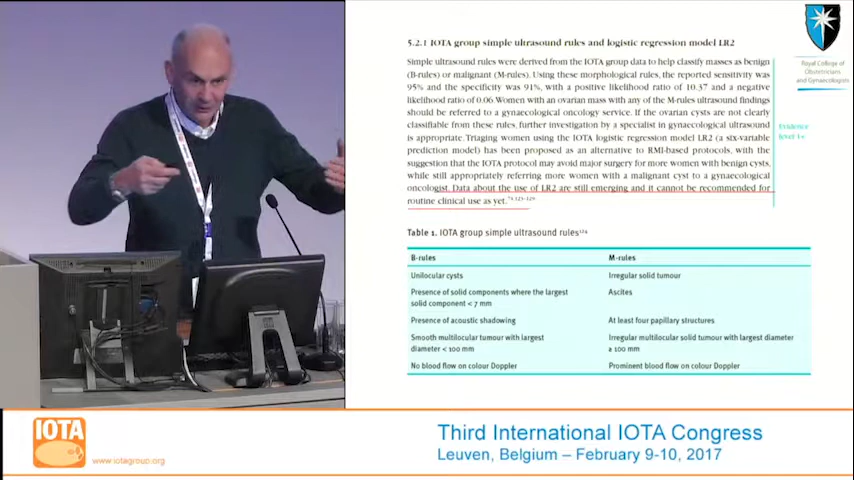 5.2.1 IOTA group simple ultrasound rules and logistic regression model LR2
Simple ultrasound rules were derived from the IOTA group data to help classify masses as benign
(B-rules) or malignant (M-rules). Using these morphological rules, the reported sensitivity was
95% and the specificity was 91%, with a positive likelihood ratio of 10.37 and a negative
likelihood ratio of 0.06. Women with an ovarian mass with any of the M-rules ultrasound findings
should be referred to a gynaecological oncology service. If the ovarian cysts are not clearly
classifiable from these rules, further investigation by a specialist in gynaecological ultrasound
is appropriate. Triaging women using the IOTA logistic regression model LR2 (a six-variable
prediction model) has been proposed as an alternative to RMI-based protocols, with the
suggestion that the IOTA protocol may avoid major surgery for more women with benign cysts,
while still appropriately referring more women with a malignant cyst to a gynaecological
oncologist. Data about the use of LR2 are still emerging and it cannot be recommended for
routine clinical use as yet.
Evidence
level 1+
Royal College of
Obstetricians
and Gynaecologists
Table 1. IOTA group simple ultrasound rules
B-rules M-rules
Unilocular cysts Irregular solid tumour
Presence of solid components where the largest Ascites
solid component < 7 mm
Presence of acoustic shadowing At least four papillary structures
Smooth multilocular tumour with largest Irregular multilocular solid tumour with largest diameter
diameter < 100 mm ≥ 100 mm
No blood flow on colour Doppler Prominent blood flow on colour Doppler
IOTA
www.iotagroup.org
Third International IOTA Congress
Leuven, Belgium – February 9-10, 2017